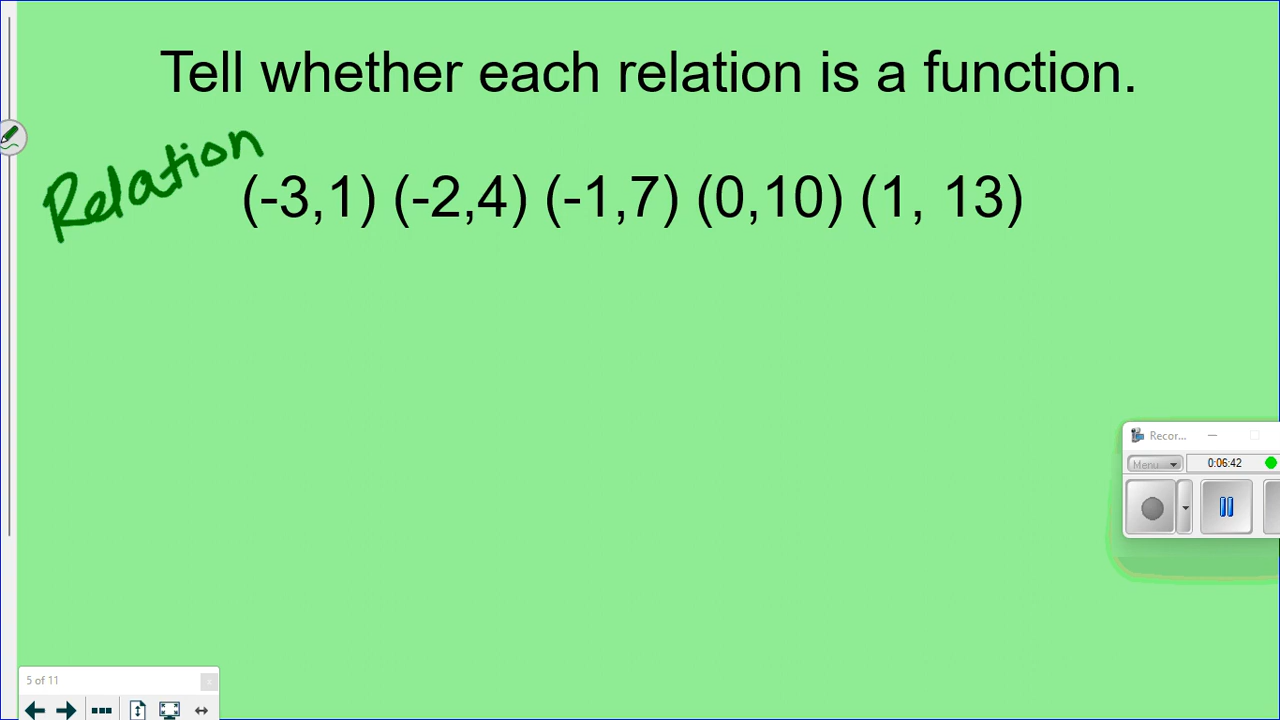 Tell whether each relation is a function.
Relation
(-3,1) (-2,4) (-1,7) (0,10) (1, 13)
Recor...
Menu
0:06:42
5 of 11